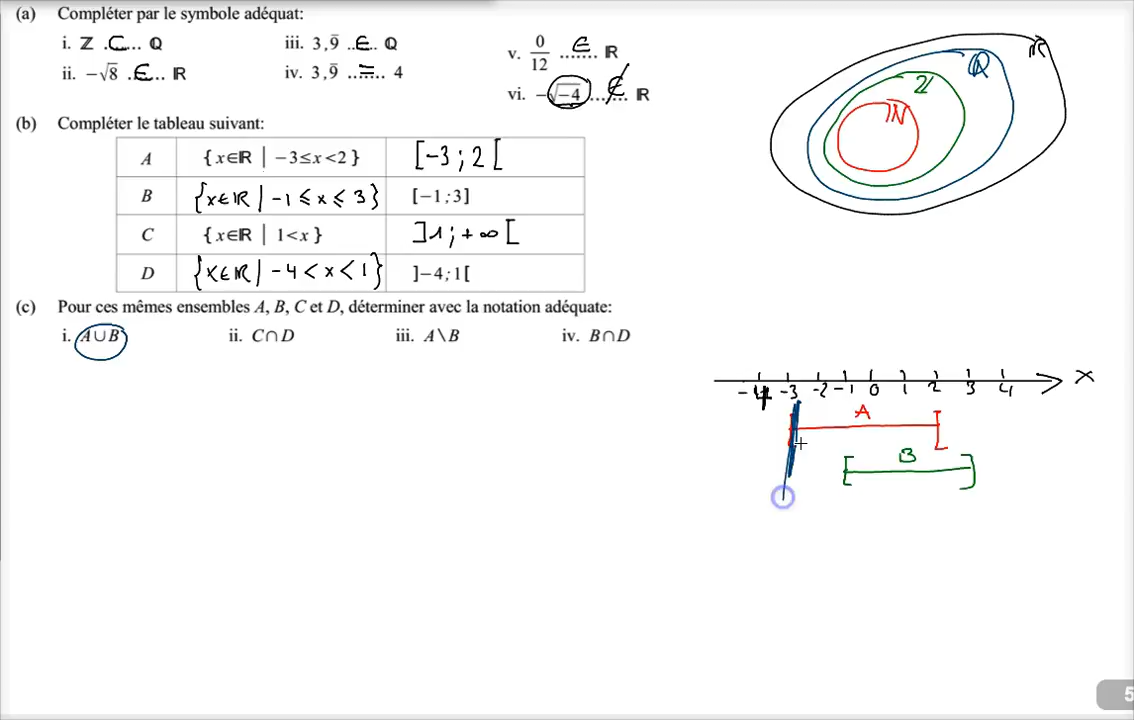 (a) Compléter par le symbole adéquat:
i. ℤ .⊂... ℚ iii. 3,9̄ ..∈.. ℚ v. 0/12 ...∈.... ℝ
ii. −√8 .∈... ℝ iv. 3,9̄ ..=... 4 vi. −√−4 ...∉... ℝ
(b) Compléter le tableau suivant:
A {x∈ℝ | −3≤x<2} [-3 ; 2 [
B {x∈ℝ | -1 ⩽ x ⩽ 3} [−1;3]
C {x∈ℝ | 1<x} ]1 ; +∞ [
D {x∈ℝ | -4 < x < 1} ]−4;1[
(c) Pour ces mêmes ensembles A, B, C et D, déterminer avec la notation adéquate:
i. A∪B ii. C∩D iii. A\B iv. B∩D
ℝ
ℚ
ℤ
ℕ
x
-4 -3 -2 -1 0 1 2 3 4
A
B
5